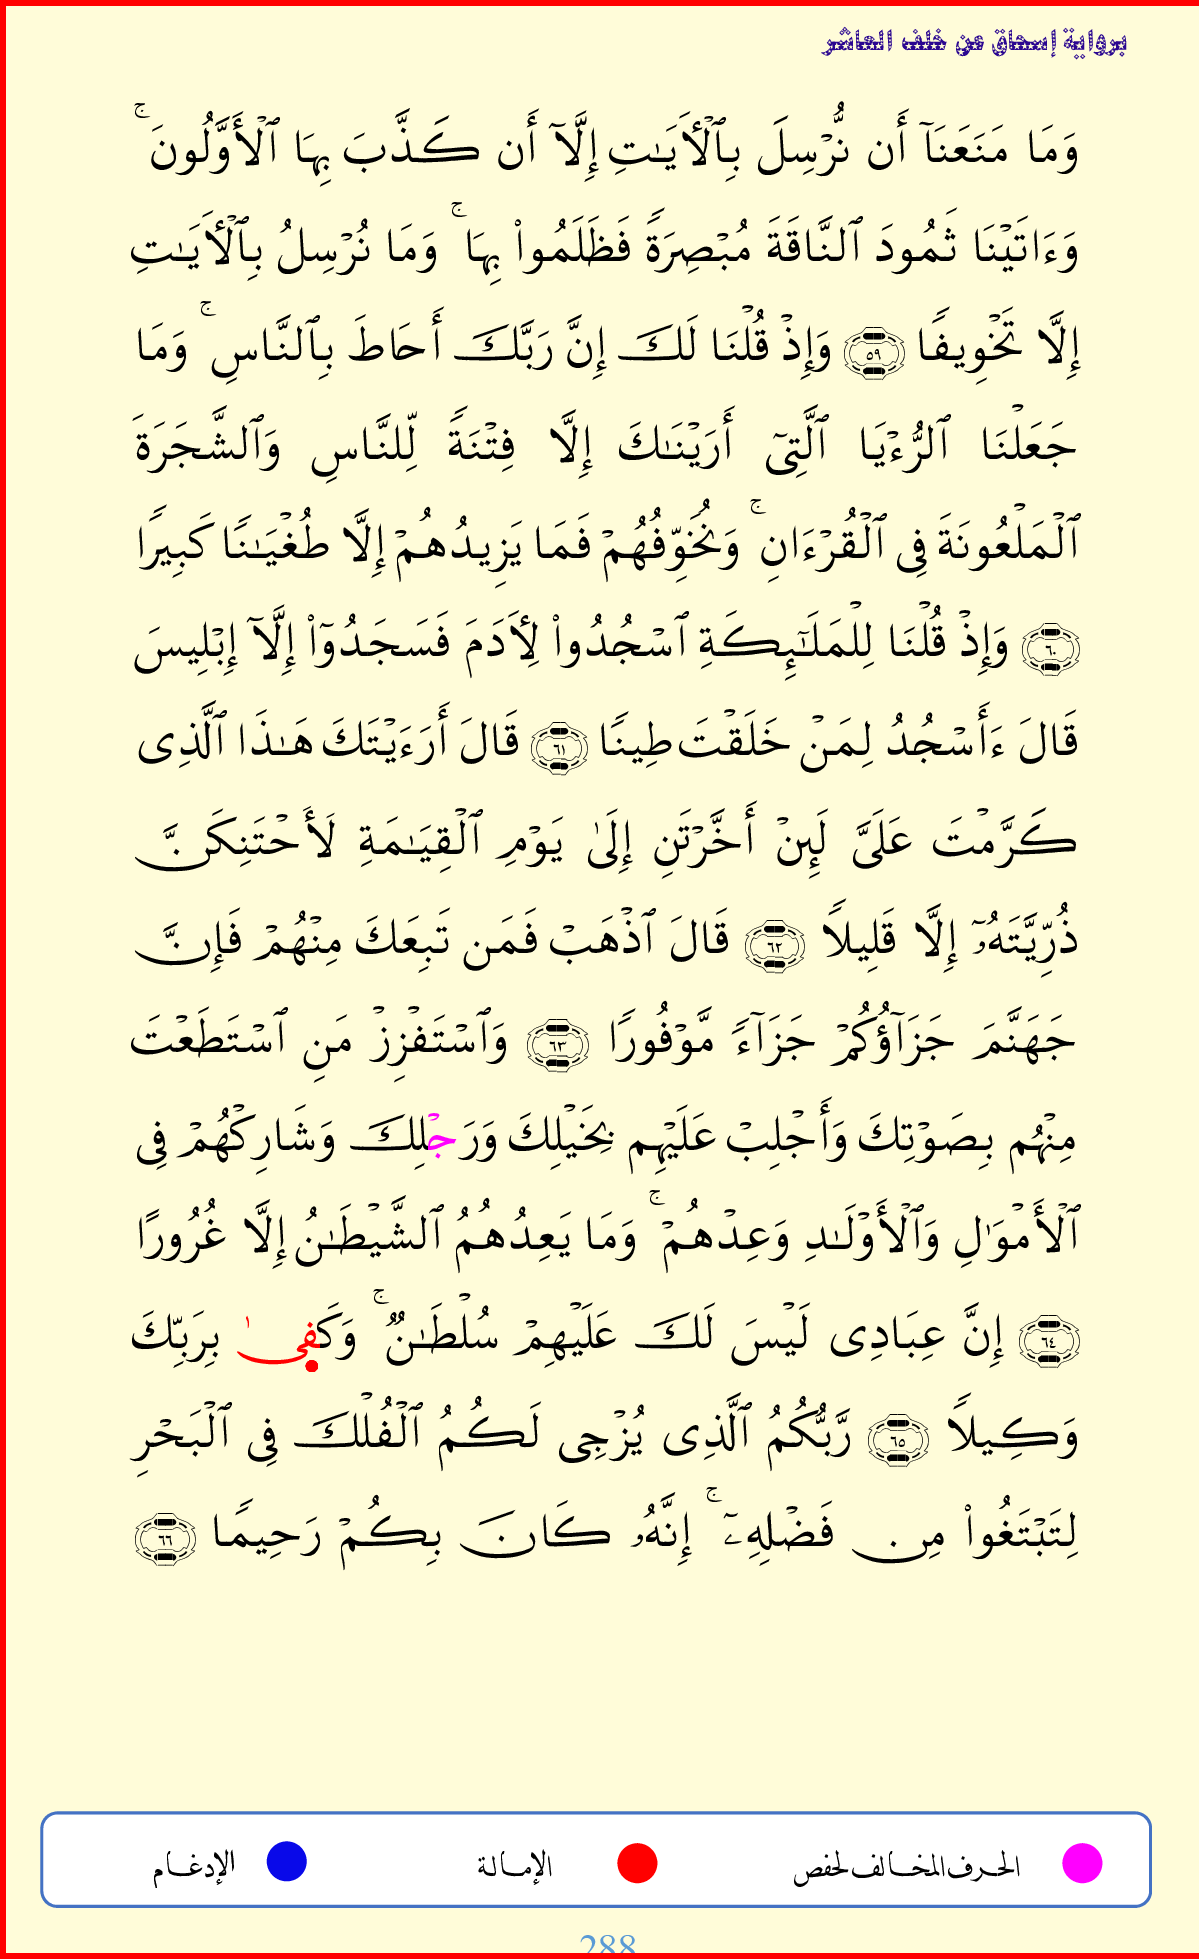 برواية إسحاق عن خلف العاشر
وَمَا مَنَعَنَآ أَن نُّرۡسِلَ بِٱلۡأَيَٰتِ إِلَّآ أَن كَذَّبَ بِهَا ٱلۡأَوَّلُونَۚ
وَءَاتَيۡنَا ثَمُودَ ٱلنَّاقَةَ مُبۡصِرَةٗ فَظَلَمُواْ بِهَاۚ وَمَا نُرۡسِلُ بِٱلۡأَيَٰتِ
إِلَّا تَخۡوِيفٗا ٥٩ وَإِذۡ قُلۡنَا لَكَ إِنَّ رَبَّكَ أَحَاطَ بِٱلنَّاسِۚ وَمَا
جَعَلۡنَا ٱلرُّءۡيَا ٱلَّتِيٓ أَرَيۡنَٰكَ إِلَّا فِتۡنَةٗ لِّلنَّاسِ وَٱلشَّجَرَةَ
ٱلۡمَلۡعُونَةَ فِي ٱلۡقُرۡءَانِۚ وَنُخَوِّفُهُمۡ فَمَا يَزِيدُهُمۡ إِلَّا طُغۡيَٰنٗا كَبِيرٗا
٦٠ وَإِذۡ قُلۡنَا لِلۡمَلَٰٓئِكَةِ ٱسۡجُدُواْ لِأَدَمَ فَسَجَدُوٓاْ إِلَّآ إِبۡلِيسَ
قَالَ ءَأَسۡجُدُ لِمَنۡ خَلَقۡتَ طِينٗا ٦١ قَالَ أَرَءَيۡتَكَ هَٰذَا ٱلَّذِي
كَرَّمۡتَ عَلَيَّ لَئِنۡ أَخَّرۡتَنِ إِلَىٰ يَوۡمِ ٱلۡقِيَٰمَةِ لَأَحۡتَنِكَنَّ
ذُرِّيَّتَهُۥٓ إِلَّا قَلِيلٗا ٦٢ قَالَ ٱذۡهَبۡ فَمَن تَبِعَكَ مِنۡهُمۡ فَإِنَّ
جَهَنَّمَ جَزَآؤُكُمۡ جَزَآءٗ مَّوۡفُورٗا ٦٣ وَٱسۡتَفۡزِزۡ مَنِ ٱسۡتَطَعۡتَ
مِنۡهُم بِصَوۡتِكَ وَأَجۡلِبۡ عَلَيۡهِم بِخَيۡلِكَ وَرَجۡلِكَ وَشَارِكۡهُمۡ فِي
ٱلۡأَمۡوَٰلِ وَٱلۡأَوۡلَٰدِ وَعِدۡهُمۡۚ وَمَا يَعِدُهُمُ ٱلشَّيۡطَٰنُ إِلَّا غُرُورًا
٦٤ إِنَّ عِبَادِي لَيۡسَ لَكَ عَلَيۡهِمۡ سُلۡطَٰنٞۚ وَكَفِىٰ بِرَبِّكَ
وَكِيلٗا ٦٥ رَّبُّكُمُ ٱلَّذِي يُزۡجِي لَكُمُ ٱلۡفُلۡكَ فِي ٱلۡبَحۡرِ
لِتَبۡتَغُواْ مِن فَضۡلِهِۦٓۚ إِنَّهُۥ كَانَ بِكُمۡ رَحِيمٗا ٦٦
الحرف المخالف لحفص الإمالة الإدغام
288